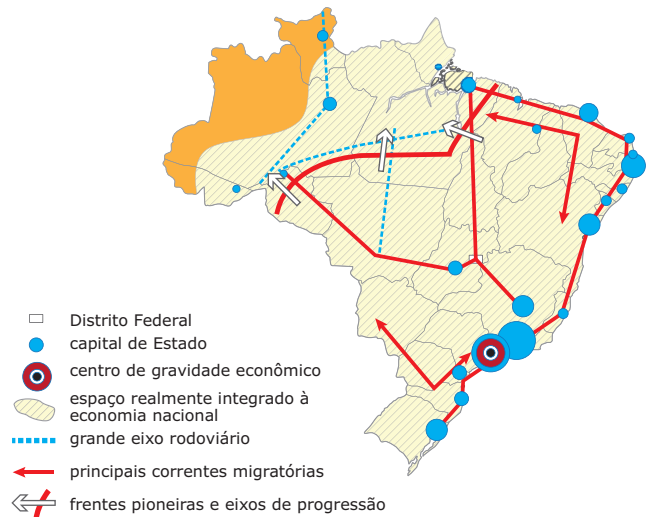 Distrito Federal
capital de Estado
centro de gravidade econômico
espaço realmente integrado à
economia nacional
grande eixo rodoviário
principais correntes migratórias
frentes pioneiras e eixos de progressão